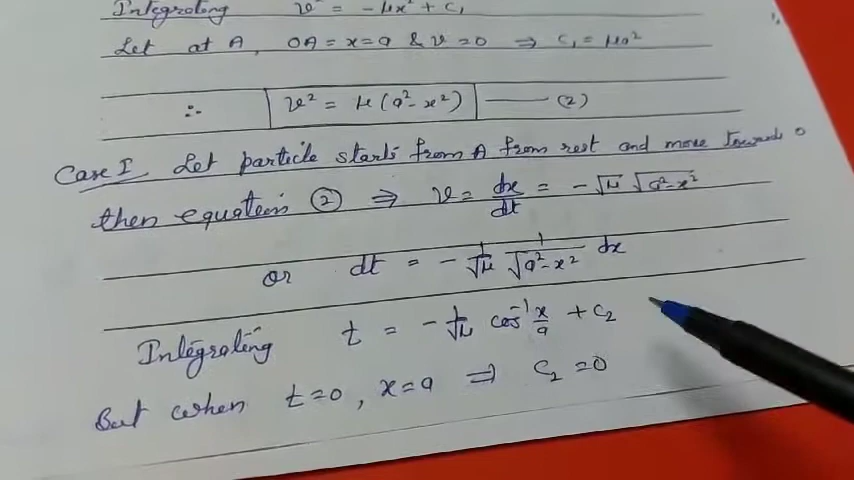 Integrating v² = -μx² + c₁
Let at A, OA = x = a & v = 0 ⇒ c₁ = μa²
∴ v² = μ(a² - x²) —— (2)
Case I Let particle starts from A from rest and move towards O
then equation ② ⇒ v = dx/dt = -√μ √a²-x²
or dt = - 1/√μ 1/√a²-x² dx
Integrating t = - 1/√μ cos⁻¹ x/a + c₂
But when t=0, x=a ⇒ c₂ = 0